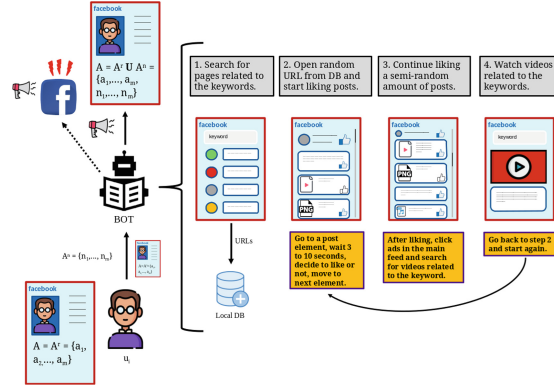 facebook
A = Aʳ U Aⁿ =
{a₁,..., aₘ,
n₁,..., nₘ}
f
BOT
Aⁿ = {n₁,..., nₘ}
facebook
A = Aʳ = {a₁,
a₂,..., aₘ}
uᵢ
1. Search for
pages related to
the keywords.
2. Open random
URL from DB and
start liking posts.
3. Continue liking
a semi-random
amount of posts.
4. Watch videos
related to the
keywords.
facebook
keyword
facebook
PNG
facebook
PNG
facebook
keyword
URLs
Local DB
Go to a post
element, wait 3
to 10 seconds,
decide to like or
not, move to
next element.
After liking, click
ads in the main
feed and search
for videos related
to the keyword.
Go back to step 2
and start again.